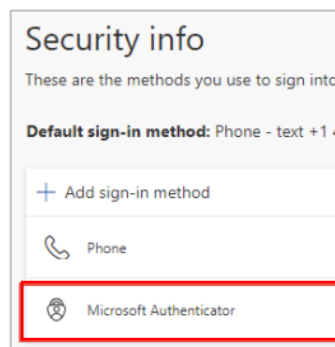 Security info
These are the methods you use to sign into
Default sign-in method: Phone - text +1
+ Add sign-in method
Phone
Microsoft Authenticator